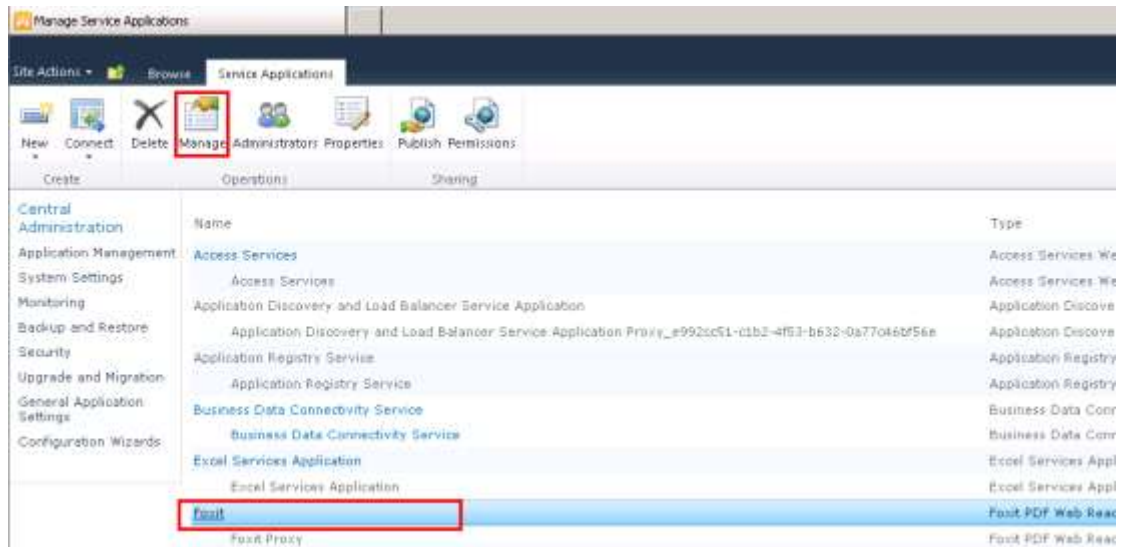 Manage Service Applications
Site Actions
Browse
Service Applications
New
Connect
Delete
Manage
Administrators
Properties
Publish
Permissions
Create
Operations
Sharing
Central
Administration
Application Management
System Settings
Monitoring
Backup and Restore
Security
Upgrade and Migration
General Application
Settings
Configuration Wizards
Name Type
Access Services Access Services We
Access Services Access Services We
Application Discovery and Load Balancer Service Application Application Discove
Application Discovery and Load Balancer Service Application Proxy_e992cc51-c1b2-4f53-b632-0a77c46bf56e Application Discove
Application Registry Service Application Registry
Application Registry Service Application Registry
Business Data Connectivity Service Business Data Conn
Business Data Connectivity Service Business Data Conn
Excel Services Application Excel Services Appl
Excel Services Application Excel Services Appl
Foxit Foxit PDF Web Read
Foxit Proxy Foxit PDF Web Read